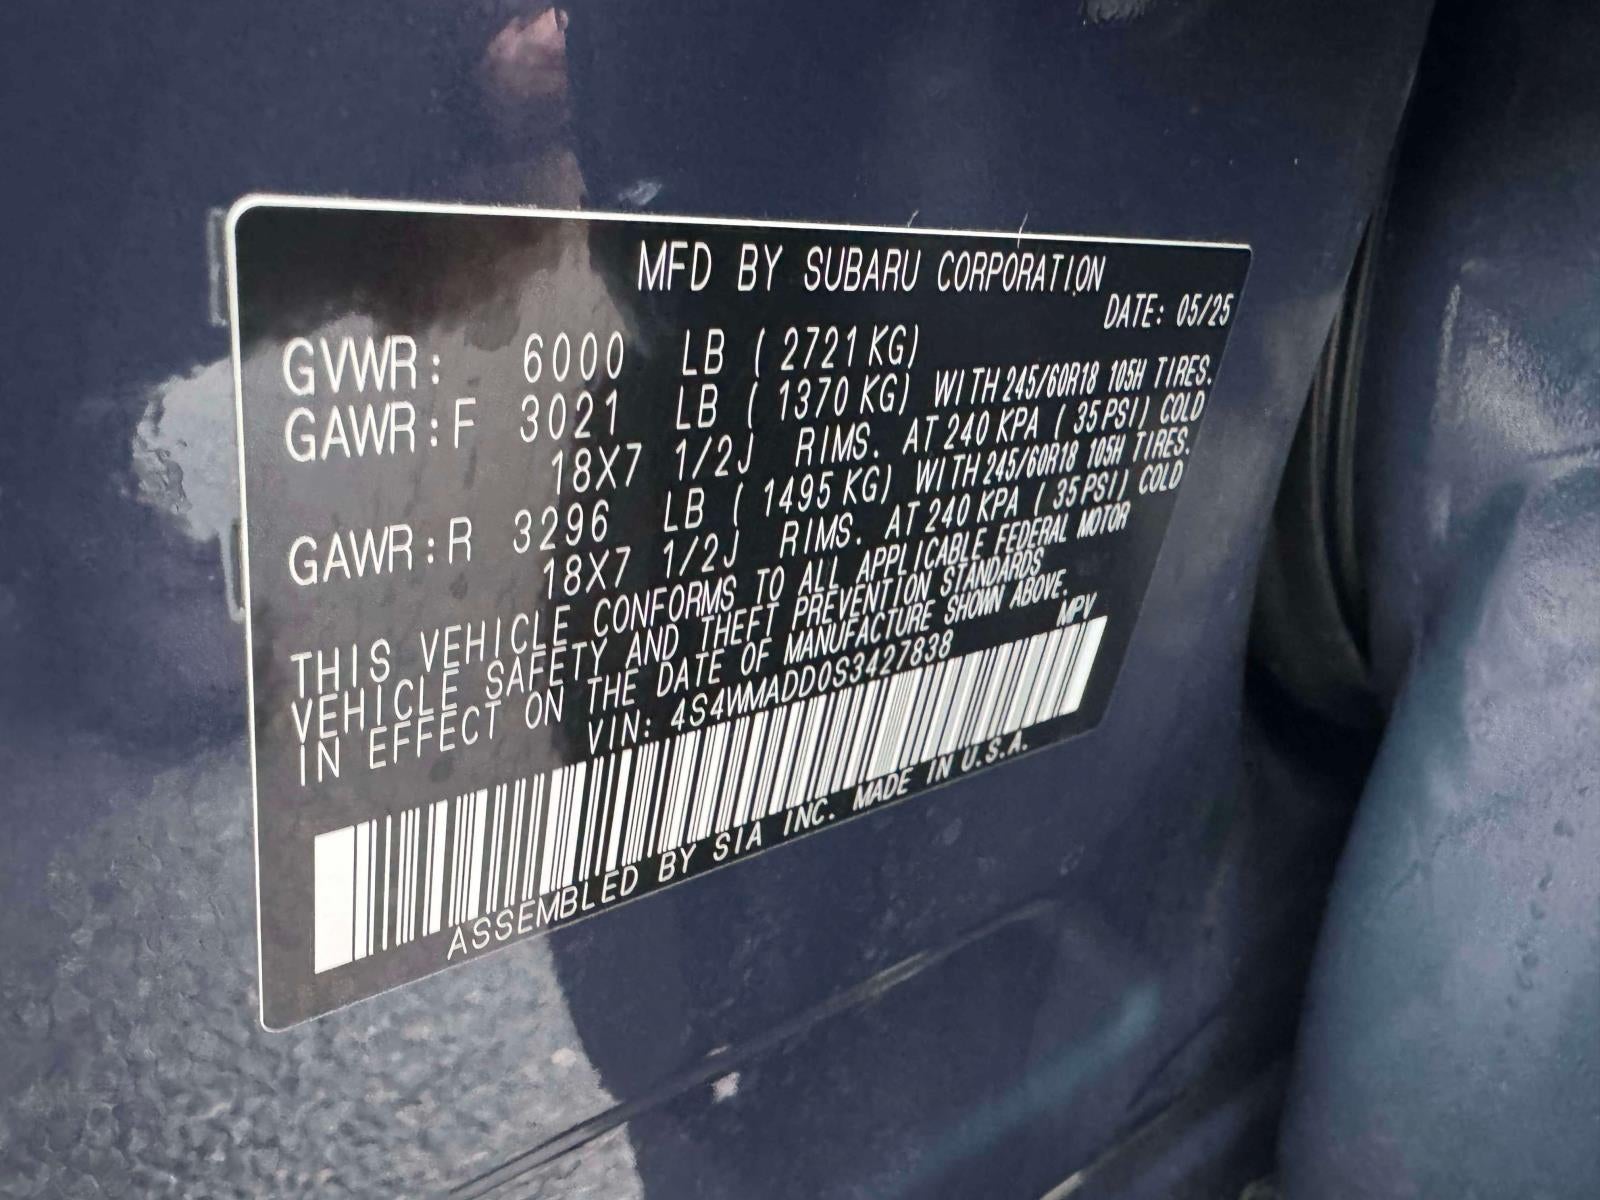 MFD BY SUBARU CORPORATION
DATE: 05/25
GVWR: 6000 LB ( 2721 KG)
GAWR:F 3021 LB ( 1370 KG) WITH 245/60R18 105H TIRES.
18X7 1/2J RIMS. AT 240 KPA ( 35 PSI) COLD
GAWR:R 3296 LB ( 1495 KG) WITH 245/60R18 105H TIRES.
18X7 1/2J RIMS. AT 240 KPA ( 35 PSI) COLD
THIS VEHICLE CONFORMS TO ALL APPLICABLE FEDERAL MOTOR
VEHICLE SAFETY AND THEFT PREVENTION STANDARDS
IN EFFECT ON THE DATE OF MANUFACTURE SHOWN ABOVE.
VIN: 4S4WMADD0S3427838 MPV
ASSEMBLED BY SIA INC. MADE IN U.S.A.